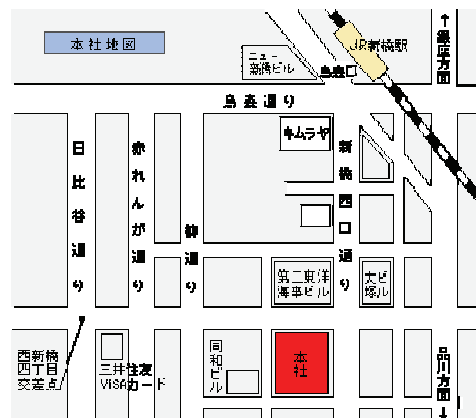 本社地図
JR新橋駅
↑銀座方面
ニュー
新橋ビル
烏森口
烏森通り
キムラヤ
日比谷通り
赤れんが通り
柳通り
新橋西口通り
第二東洋
海事ビル
大塚ビル
西新橋
四丁目
交差点
三井住友
VISAカード
同和ビル
本社
品川方面↓